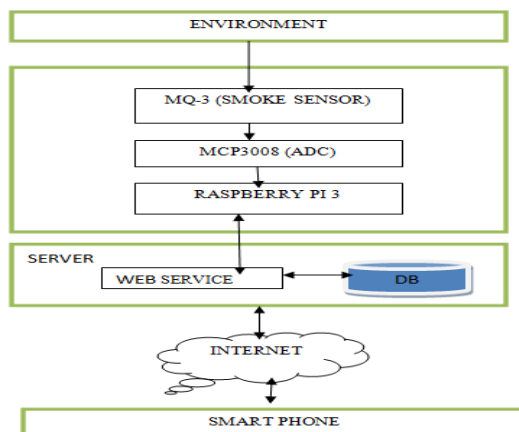 ENVIRONMENT
MQ-3 (SMOKE SENSOR)
MCP3008 (ADC)
RASPBERRY PI 3
SERVER
WEB SERVICE
DB
INTERNET
SMART PHONE